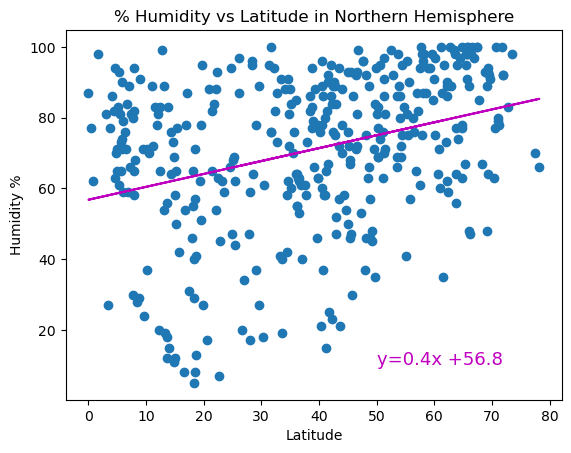 % Humidity vs Latitude in Northern Hemisphere
100
80
60
40
20
Humidity %
y=0.4x +56.8
0 10 20 30 40 50 60 70 80
Latitude